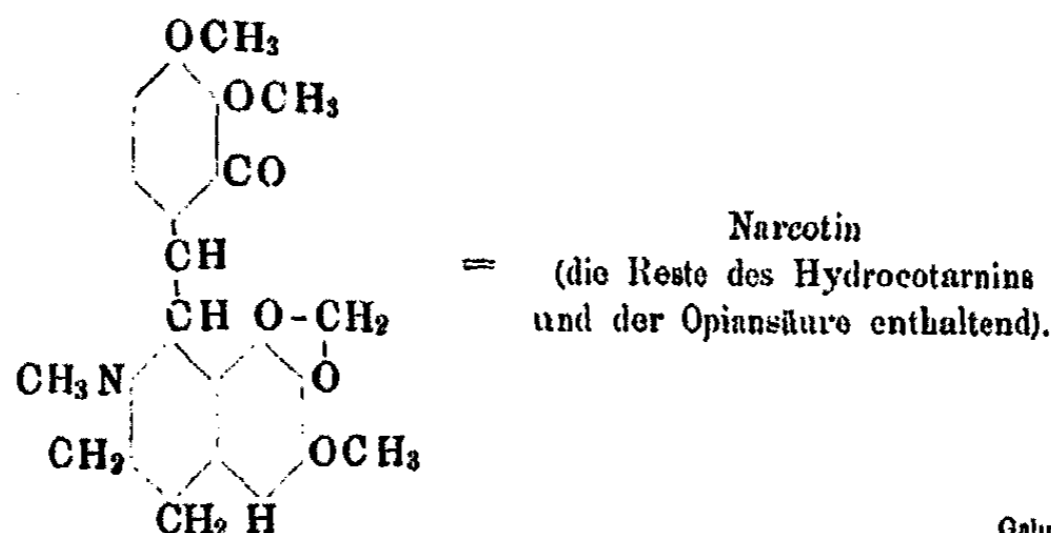 OCH₃
OCH₃
CO
CH
CH O-CH₂
CH₃N O
CH₂ OCH₃
CH₂ H
=
Narcotin
(die Reste des Hydrocotarnins
und der Opiansäure enthaltend).